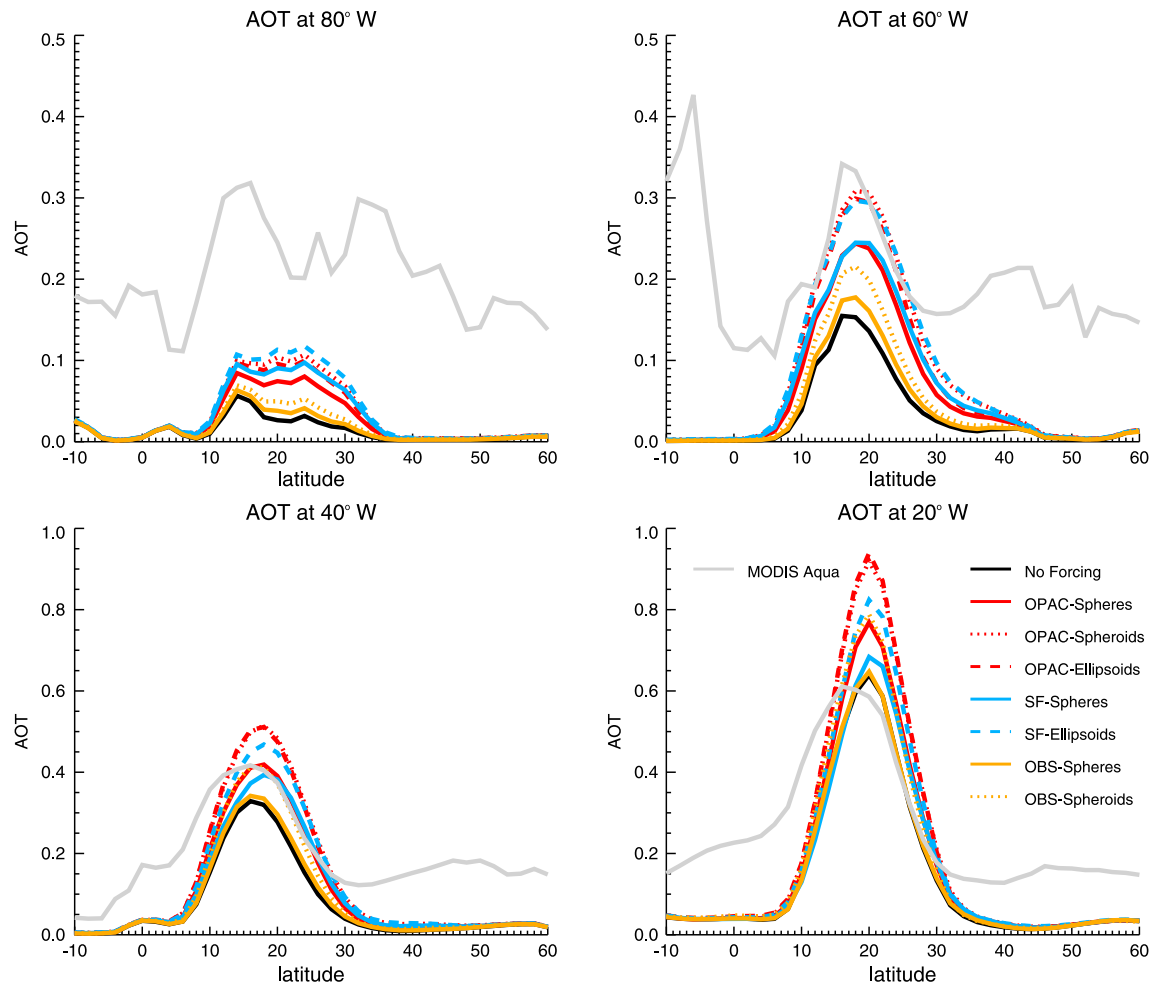 AOT at 80° W
AOT at 60° W
0.5
0.4
0.3
0.2
0.1
0.0
AOT
-10 0 10 20 30 40 50 60
latitude
0.5
0.4
0.3
0.2
0.1
0.0
AOT
-10 0 10 20 30 40 50 60
latitude
AOT at 40° W
AOT at 20° W
1.0
0.8
0.6
0.4
0.2
0.0
AOT
-10 0 10 20 30 40 50 60
latitude
1.0
0.8
0.6
0.4
0.2
0.0
AOT
-10 0 10 20 30 40 50 60
latitude
MODIS Aqua
No Forcing
OPAC-Spheres
OPAC-Spheroids
OPAC-Ellipsoids
SF-Spheres
SF-Ellipsoids
OBS-Spheres
OBS-Spheroids